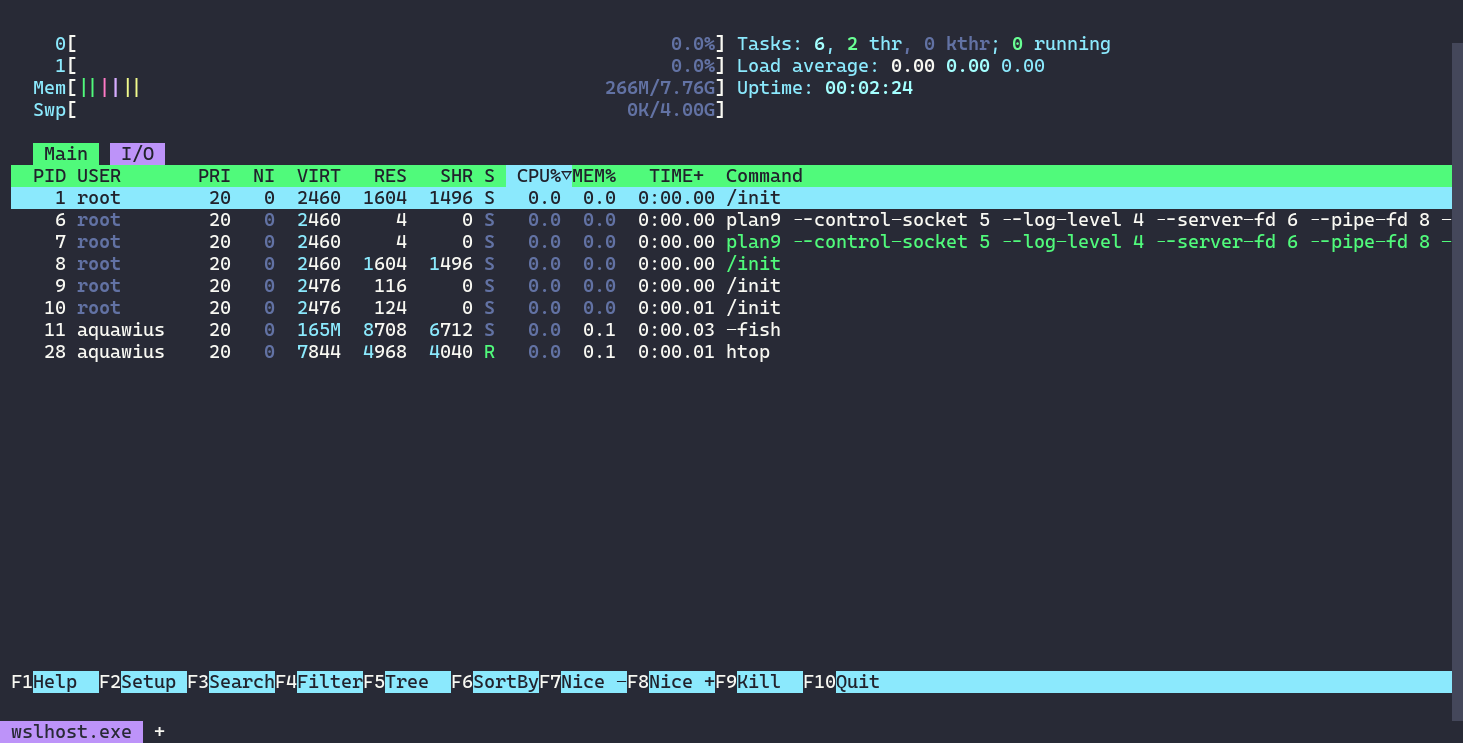 0[ 0.0%] Tasks: 6, 2 thr, 0 kthr; 0 running
1[ 0.0%] Load average: 0.00 0.00 0.00
Mem[|||||| 266M/7.76G] Uptime: 00:02:24
Swp[ 0K/4.00G]
Main I/O
PID USER PRI NI VIRT RES SHR S CPU%▽MEM% TIME+ Command
1 root 20 0 2460 1604 1496 S 0.0 0.0 0:00.00 /init
6 root 20 0 2460 4 0 S 0.0 0.0 0:00.00 plan9 --control-socket 5 --log-level 4 --server-fd 6 --pipe-fd 8 -
7 root 20 0 2460 4 0 S 0.0 0.0 0:00.00 plan9 --control-socket 5 --log-level 4 --server-fd 6 --pipe-fd 8 -
8 root 20 0 2460 1604 1496 S 0.0 0.0 0:00.00 /init
9 root 20 0 2476 116 0 S 0.0 0.0 0:00.00 /init
10 root 20 0 2476 124 0 S 0.0 0.0 0:00.01 /init
11 aquawius 20 0 165M 8708 6712 S 0.0 0.1 0:00.03 -fish
28 aquawius 20 0 7844 4968 4040 R 0.0 0.1 0:00.01 htop
F1Help F2Setup F3SearchF4FilterF5Tree F6SortByF7Nice -F8Nice +F9Kill F10Quit
wslhost.exe +